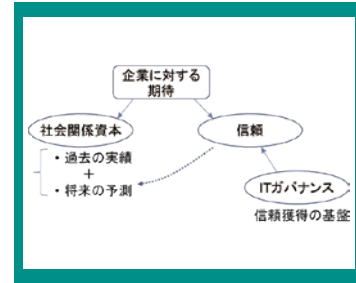 企業に対する
期待
社会関係資本
信頼
・過去の実績
+
・将来の予測
ITガバナンス
信頼獲得の基盤